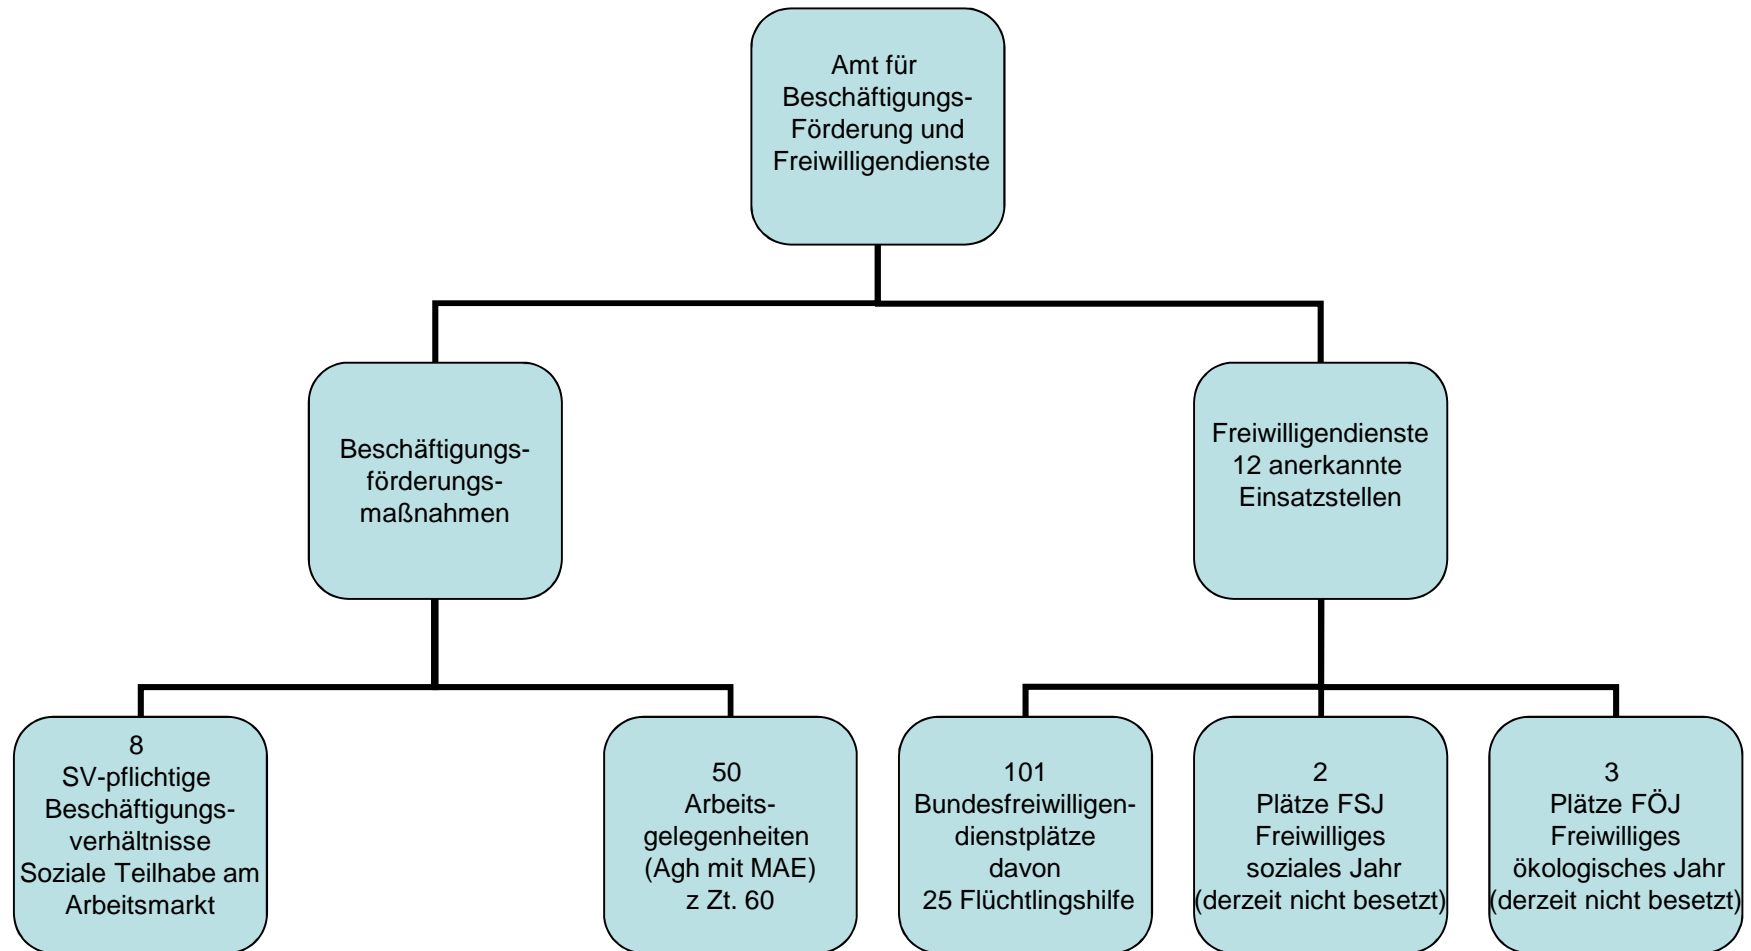 Amt für
Beschäftigungs-
Förderung und
Freiwilligendienste
Beschäftigungs-
förderungs-
maßnahmen
Freiwilligendienste
12 anerkannte
Einsatzstellen
8
SV-pflichtige
Beschäftigungs-
verhältnisse
Soziale Teilhabe am
Arbeitsmarkt
50
Arbeits-
gelegenheiten
(Agh mit MAE)
z Zt. 60
101
Bundesfreiwilligen-
dienstplätze
davon
25 Flüchtlingshilfe
2
Plätze FSJ
Freiwilliges
soziales Jahr
(derzeit nicht besetzt)
3
Plätze FÖJ
Freiwilliges
ökologisches Jahr
(derzeit nicht besetzt)